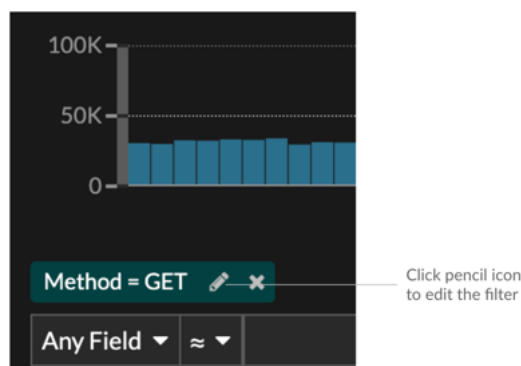 100K
50K
0
Method = GET
Click pencil icon
to edit the filter
Any Field ≈